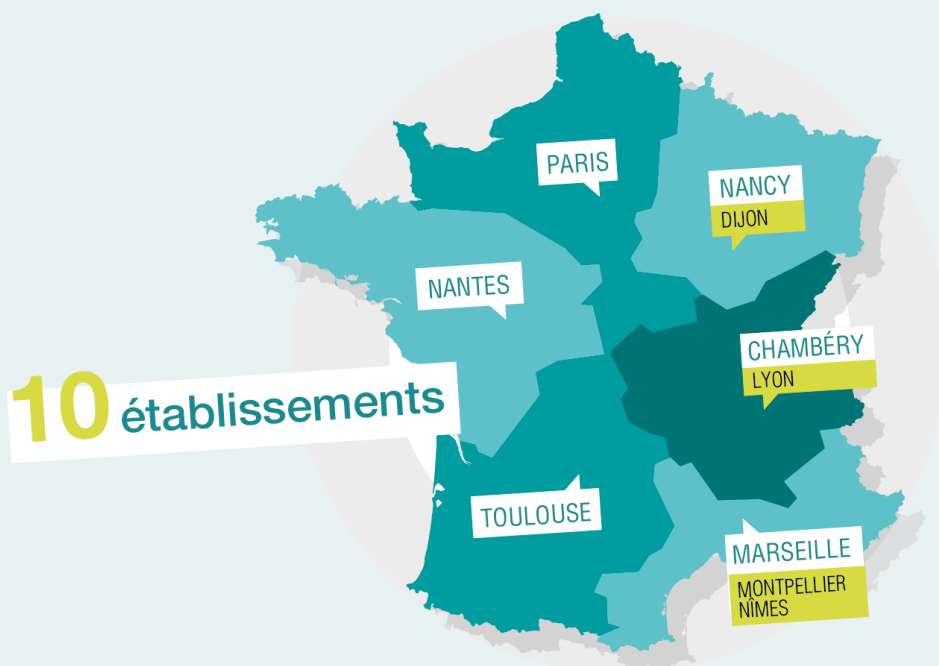 PARIS
NANCY
DIJON
NANTES
CHAMBÉRY
LYON
10 établissements
TOULOUSE
MARSEILLE
MONTPELLIER
NÎMES